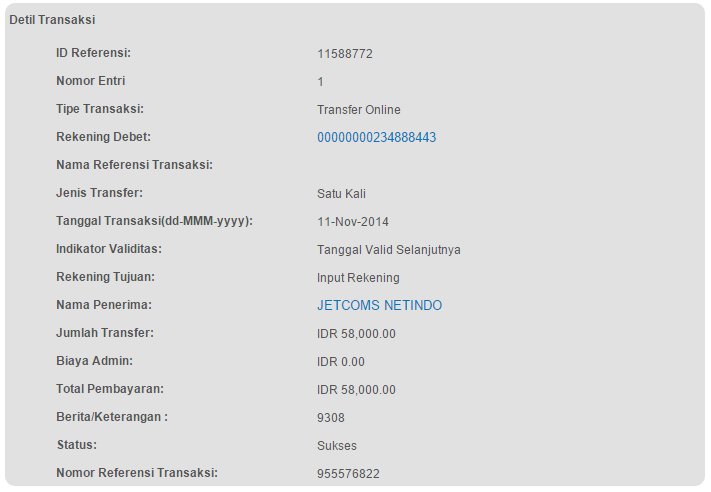 Detil Transaksi
ID Referensi: 11588772
Nomor Entri 1
Tipe Transaksi: Transfer Online
Rekening Debet: 00000000234888443
Nama Referensi Transaksi:
Jenis Transfer: Satu Kali
Tanggal Transaksi(dd-MMM-yyyy): 11-Nov-2014
Indikator Validitas: Tanggal Valid Selanjutnya
Rekening Tujuan: Input Rekening
Nama Penerima: JETCOMS NETINDO
Jumlah Transfer: IDR 58,000.00
Biaya Admin: IDR 0.00
Total Pembayaran: IDR 58,000.00
Berita/Keterangan : 9308
Status: Sukses
Nomor Referensi Transaksi: 955576822